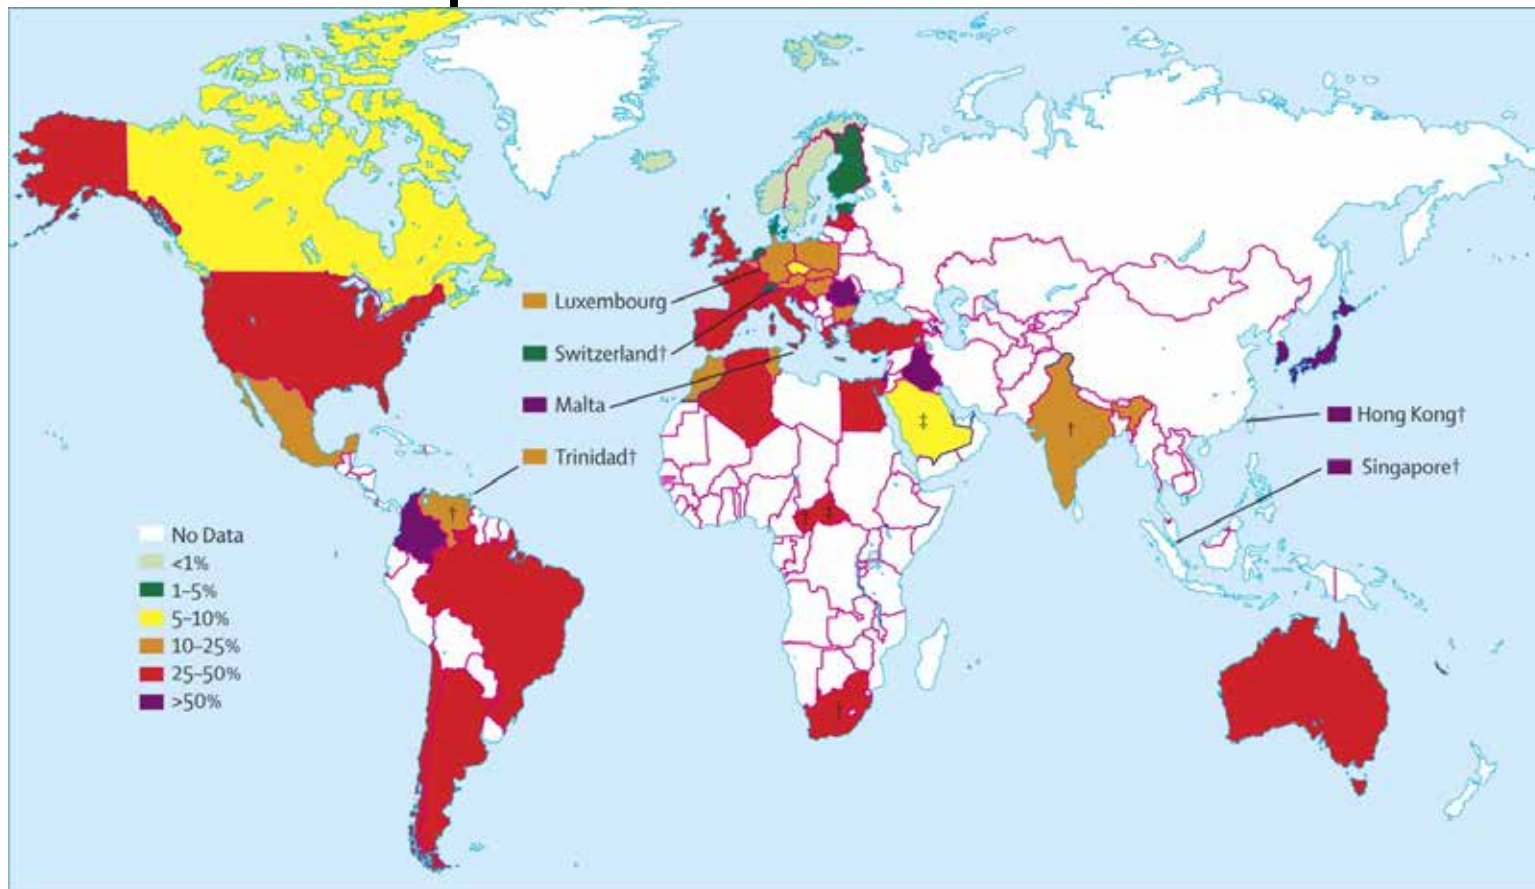 Luxembourg
Switzerland†
Malta
Trinidad†
Hong Kong†
Singapore†
‡
†
†
†
‡
†
No Data
<1%
1–5%
5–10%
10–25%
25–50%
>50%